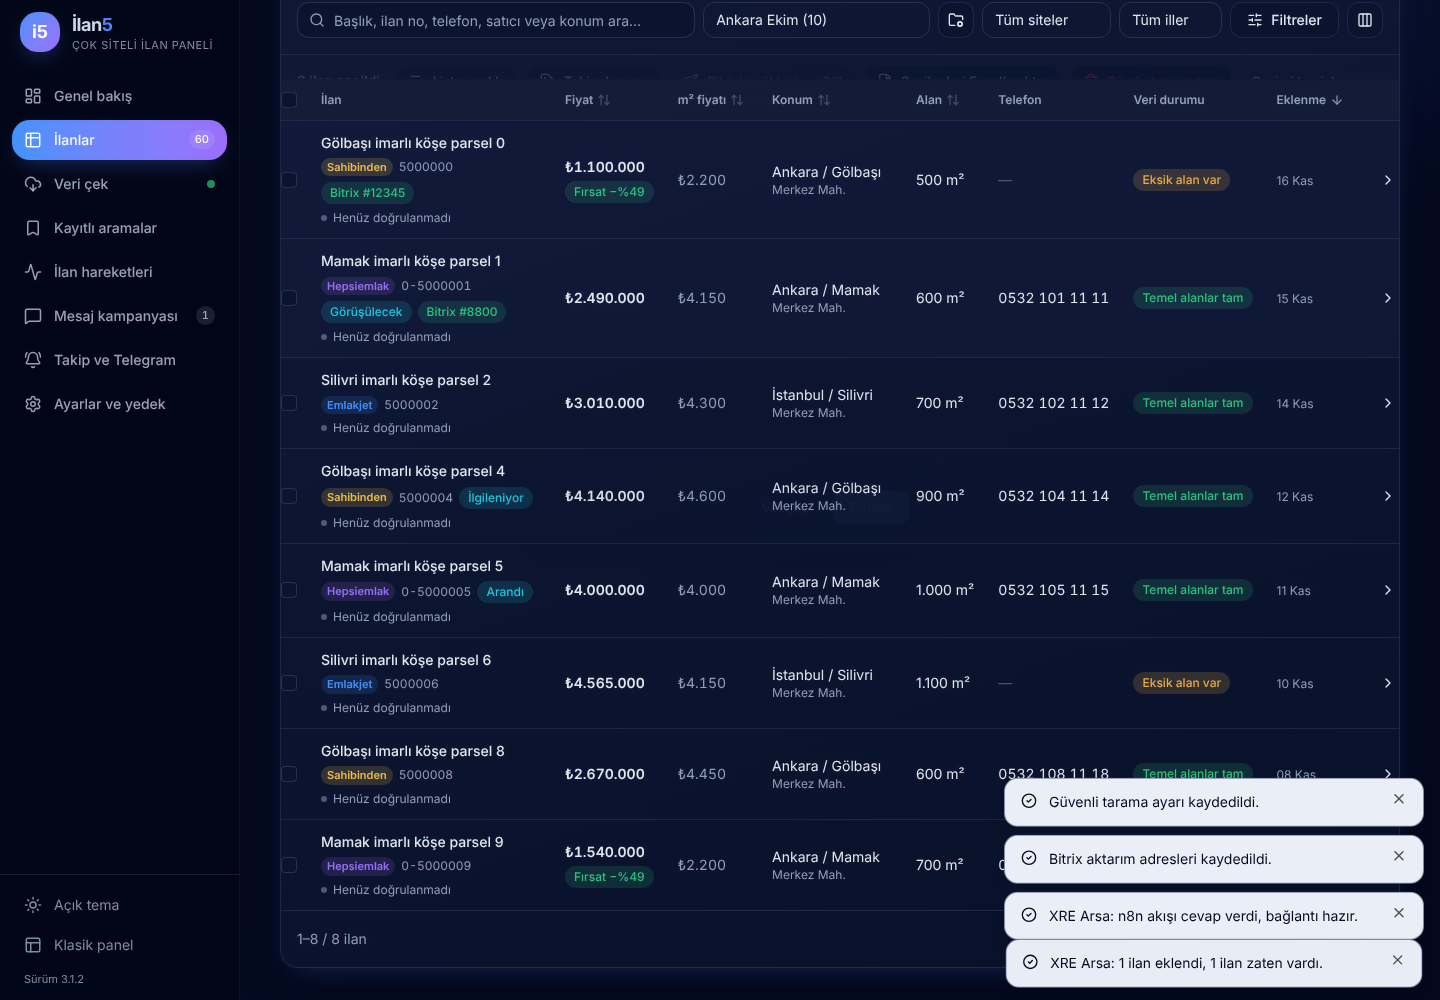 i5
İlan5
ÇOK SİTELİ İLAN PANELİ
Genel bakış
İlanlar
60
Veri çek
Kayıtlı aramalar
İlan hareketleri
Mesaj kampanyası
1
Takip ve Telegram
Ayarlar ve yedek
Açık tema
Klasik panel
Sürüm 3.1.2
Başlık, ilan no, telefon, satıcı veya konum ara...
Ankara Ekim (10)
Tüm siteler
Tüm iller
Filtreler
İlan
Fiyat
m² fiyatı
Konum
Alan
Telefon
Veri durumu
Eklenme
Gölbaşı imarlı köşe parsel 0
Sahibinden 5000000
Bitrix #12345
Henüz doğrulanmadı
₺1.100.000
Fırsat −%49
₺2.200
Ankara / Gölbaşı
Merkez Mah.
500 m²
—
Eksik alan var
16 Kas
Mamak imarlı köşe parsel 1
Hepsiemlak 0-5000001
Görüşülecek Bitrix #8800
Henüz doğrulanmadı
₺2.490.000
₺4.150
Ankara / Mamak
Merkez Mah.
600 m²
0532 101 11 11
Temel alanlar tam
15 Kas
Silivri imarlı köşe parsel 2
Emlakjet 5000002
Henüz doğrulanmadı
₺3.010.000
₺4.300
İstanbul / Silivri
Merkez Mah.
700 m²
0532 102 11 12
Temel alanlar tam
14 Kas
Gölbaşı imarlı köşe parsel 4
Sahibinden 5000004 İlgileniyor
Henüz doğrulanmadı
₺4.140.000
₺4.600
Ankara / Gölbaşı
Merkez Mah.
900 m²
0532 104 11 14
Temel alanlar tam
12 Kas
Mamak imarlı köşe parsel 5
Hepsiemlak 0-5000005 Arandı
Henüz doğrulanmadı
₺4.000.000
₺4.000
Ankara / Mamak
Merkez Mah.
1.000 m²
0532 105 11 15
Temel alanlar tam
11 Kas
Silivri imarlı köşe parsel 6
Emlakjet 5000006
Henüz doğrulanmadı
₺4.565.000
₺4.150
İstanbul / Silivri
Merkez Mah.
1.100 m²
—
Eksik alan var
10 Kas
Gölbaşı imarlı köşe parsel 8
Sahibinden 5000008
Henüz doğrulanmadı
₺2.670.000
₺4.450
Ankara / Gölbaşı
Merkez Mah.
600 m²
0532 108 11 18
Temel alanlar tam
08 Kas
Mamak imarlı köşe parsel 9
Hepsiemlak 0-5000009
Henüz doğrulanmadı
₺1.540.000
Fırsat −%49
₺2.200
Ankara / Mamak
Merkez Mah.
700 m²
1–8 / 8 ilan
Güvenli tarama ayarı kaydedildi.
Bitrix aktarım adresleri kaydedildi.
XRE Arsa: n8n akışı cevap verdi, bağlantı hazır.
XRE Arsa: 1 ilan eklendi, 1 ilan zaten vardı.